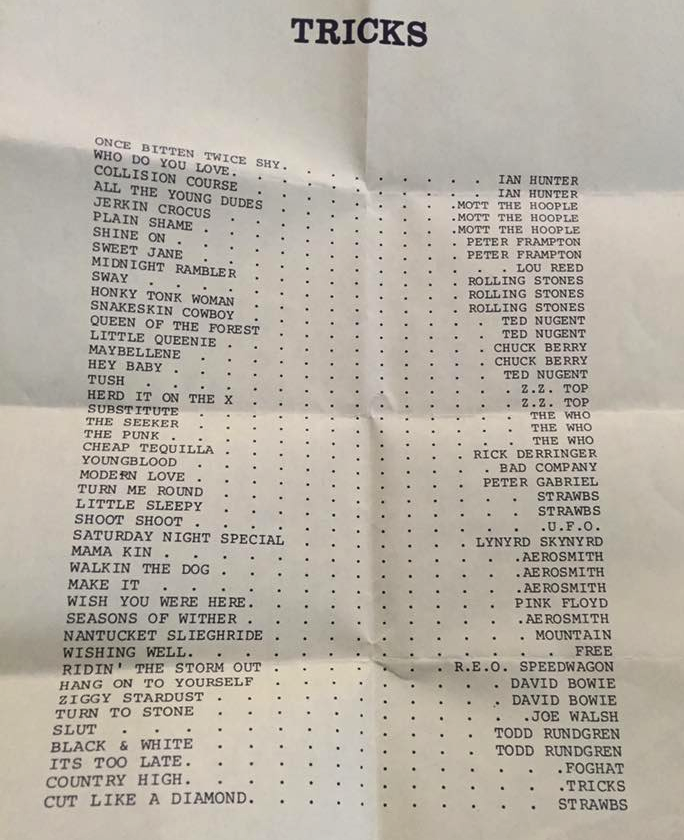 TRICKS
ONCE BITTEN TWICE SHY. . . . . . . . . . IAN HUNTER
WHO DO YOU LOVE. . . . . . . . . . . IAN HUNTER
COLLISION COURSE . . . . . . . . . .MOTT THE HOOPLE
ALL THE YOUNG DUDES . . . . . . . . .MOTT THE HOOPLE
JERKIN CROCUS . . . . . . . . . . .MOTT THE HOOPLE
PLAIN SHAME . . . . . . . . . . . PETER FRAMPTON
SHINE ON . . . . . . . . . . . . PETER FRAMPTON
SWEET JANE . . . . . . . . . . . . . LOU REED
MIDNIGHT RAMBLER . . . . . . . . . ROLLING STONES
SWAY . . . . . . . . . . . . . ROLLING STONES
HONKY TONK WOMAN . . . . . . . . . ROLLING STONES
SNAKESKIN COWBOY . . . . . . . . . . TED NUGENT
QUEEN OF THE FOREST . . . . . . . . . TED NUGENT
LITTLE QUEENIE . . . . . . . . . . . CHUCK BERRY
MAYBELLENE . . . . . . . . . . . . CHUCK BERRY
HEY BABY . . . . . . . . . . . . . TED NUGENT
TUSH . . . . . . . . . . . . . . Z.Z. TOP
HERD IT ON THE X . . . . . . . . . . . Z.Z. TOP
SUBSTITUTE . . . . . . . . . . . . . THE WHO
THE SEEKER . . . . . . . . . . . . . THE WHO
THE PUNK . . . . . . . . . . . . . . THE WHO
CHEAP TEQUILLA . . . . . . . . . . RICK DERRINGER
YOUNGBLOOD . . . . . . . . . . . . BAD COMPANY
MODERN LOVE . . . . . . . . . . . PETER GABRIEL
TURN ME ROUND . . . . . . . . . . . . STRAWBS
LITTLE SLEEPY . . . . . . . . . . . . STRAWBS
SHOOT SHOOT . . . . . . . . . . . . . .U.F.O.
SATURDAY NIGHT SPECIAL . . . . . . . LYNYRD SKYNYRD
MAMA KIN . . . . . . . . . . . . . .AEROSMITH
WALKIN THE DOG . . . . . . . . . . . .AEROSMITH
MAKE IT . . . . . . . . . . . . . .AEROSMITH
WISH YOU WERE HERE. . . . . . . . . . PINK FLOYD
SEASONS OF WITHER . . . . . . . . . . .AEROSMITH
NANTUCKET SLIEGHRIDE . . . . . . . . . . MOUNTAIN
WISHING WELL. . . . . . . . . . . . . . FREE
RIDIN' THE STORM OUT . . . . . . . R.E.O. SPEEDWAGON
HANG ON TO YOURSELF . . . . . . . . . DAVID BOWIE
ZIGGY STARDUST . . . . . . . . . . . DAVID BOWIE
TURN TO STONE . . . . . . . . . . . .JOE WALSH
SLUT . . . . . . . . . . . . . TODD RUNDGREN
BLACK & WHITE . . . . . . . . . . TODD RUNDGREN
ITS TOO LATE. . . . . . . . . . . . . .FOGHAT
COUNTRY HIGH. . . . . . . . . . . . . .TRICKS
CUT LIKE A DIAMOND. . . . . . . . . . . STRAWBS